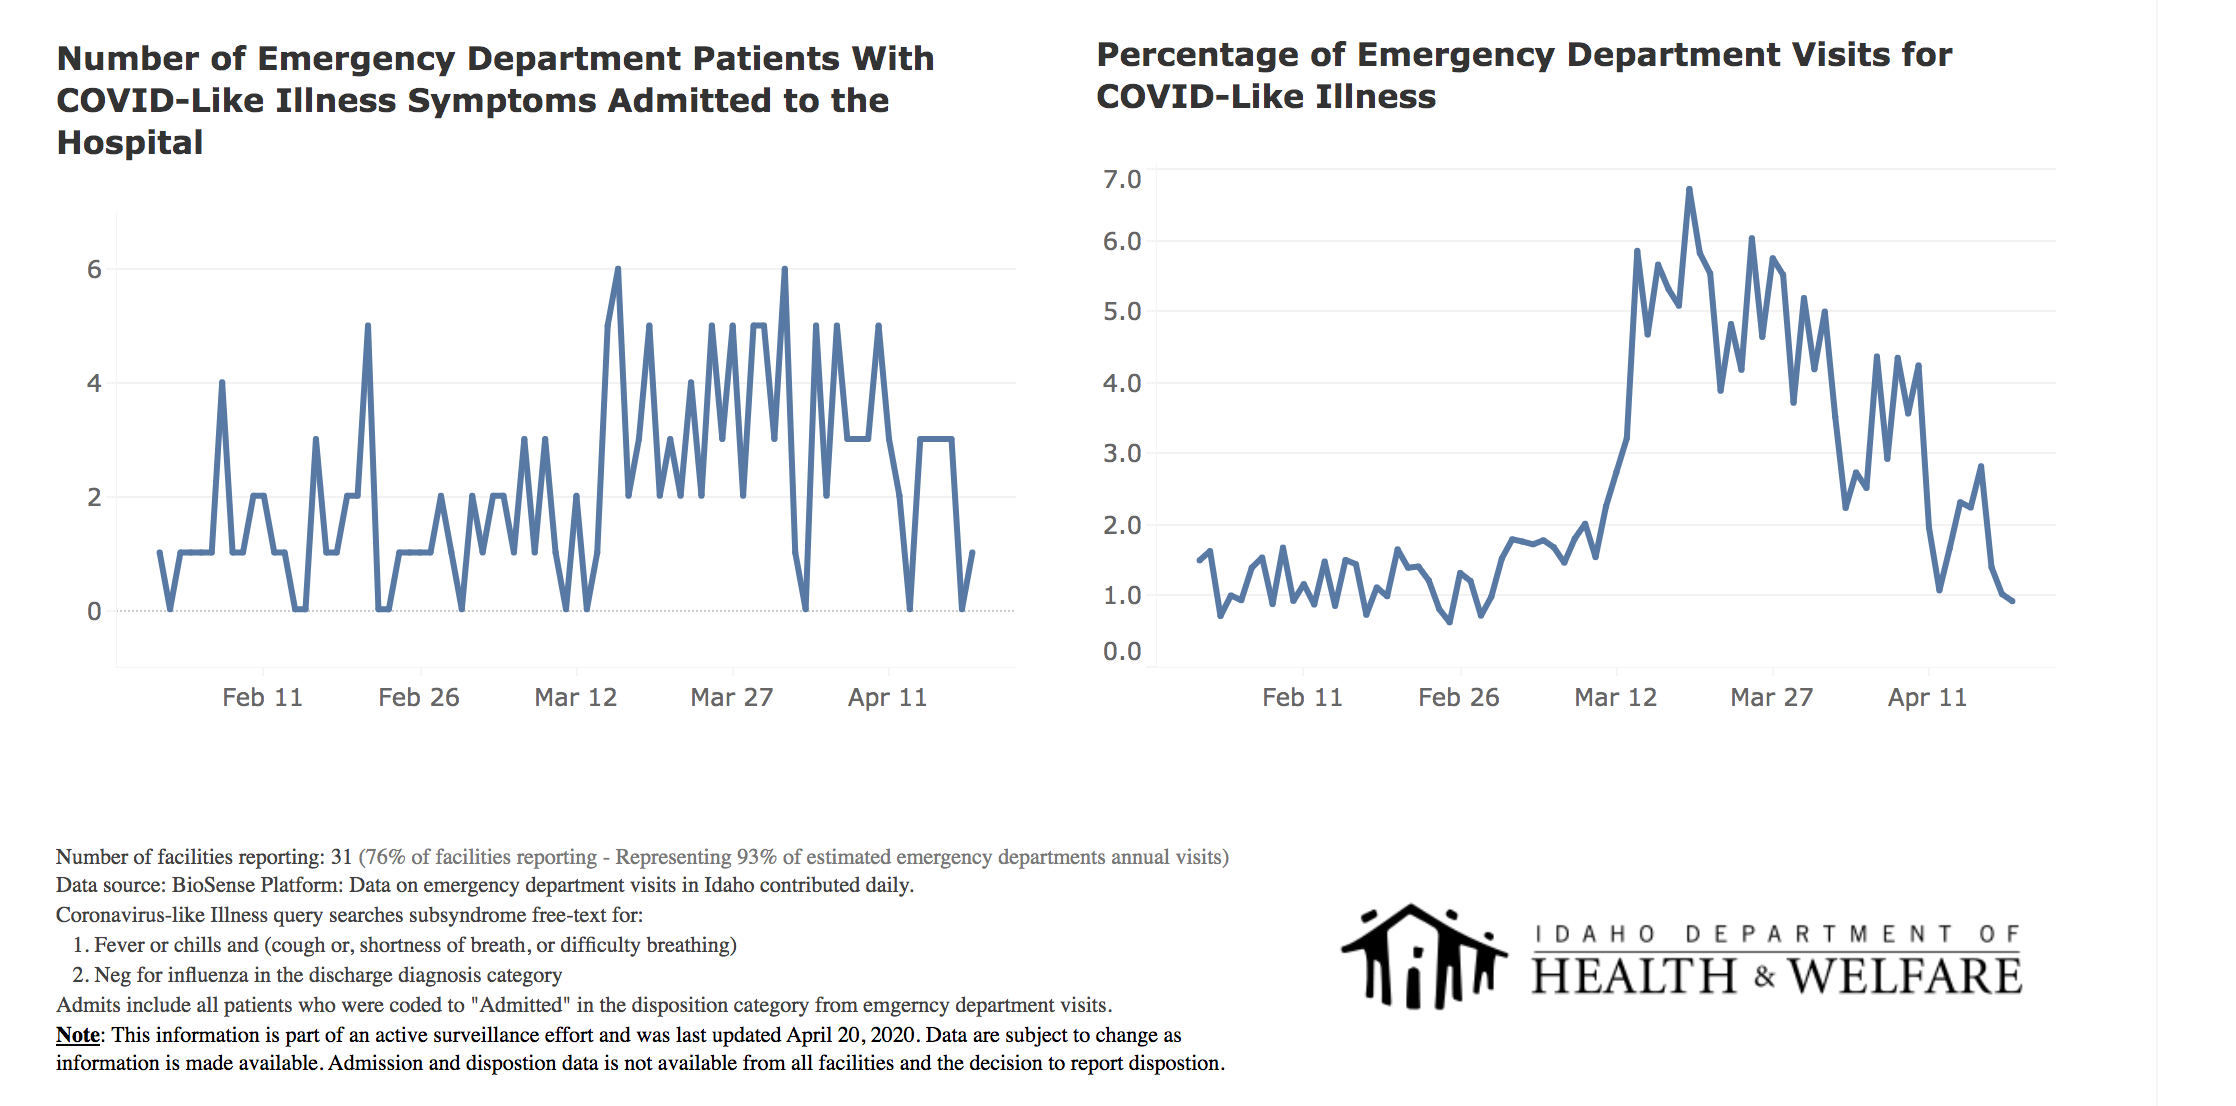 Number of Emergency Department Patients With
COVID-Like Illness Symptoms Admitted to the
Hospital
6
4
2
0
Feb 11
Feb 26
Mar 12
Mar 27
Apr 11
Percentage of Emergency Department Visits for
COVID-Like Illness
7.0
6.0
5.0
4.0
3.0
2.0
1.0
0.0
Feb 11
Feb 26
Mar 12
Mar 27
Apr 11
Number of facilities reporting: 31 (76% of facilities reporting - Representing 93% of estimated emergency departments annual visits)
Data source: BioSense Platform: Data on emergency department visits in Idaho contributed daily.
Coronavirus-like Illness query searches subsyndrome free-text for:
1. Fever or chills and (cough or, shortness of breath, or difficulty breathing)
2. Neg for influenza in the discharge diagnosis category
Admits include all patients who were coded to "Admitted" in the disposition category from emgerncy department visits.
Note: This information is part of an active surveillance effort and was last updated April 20, 2020. Data are subject to change as
information is made available. Admission and dispostion data is not available from all facilities and the decision to report dispostion.
IDAHO DEPARTMENT OF
HEALTH & WELFARE